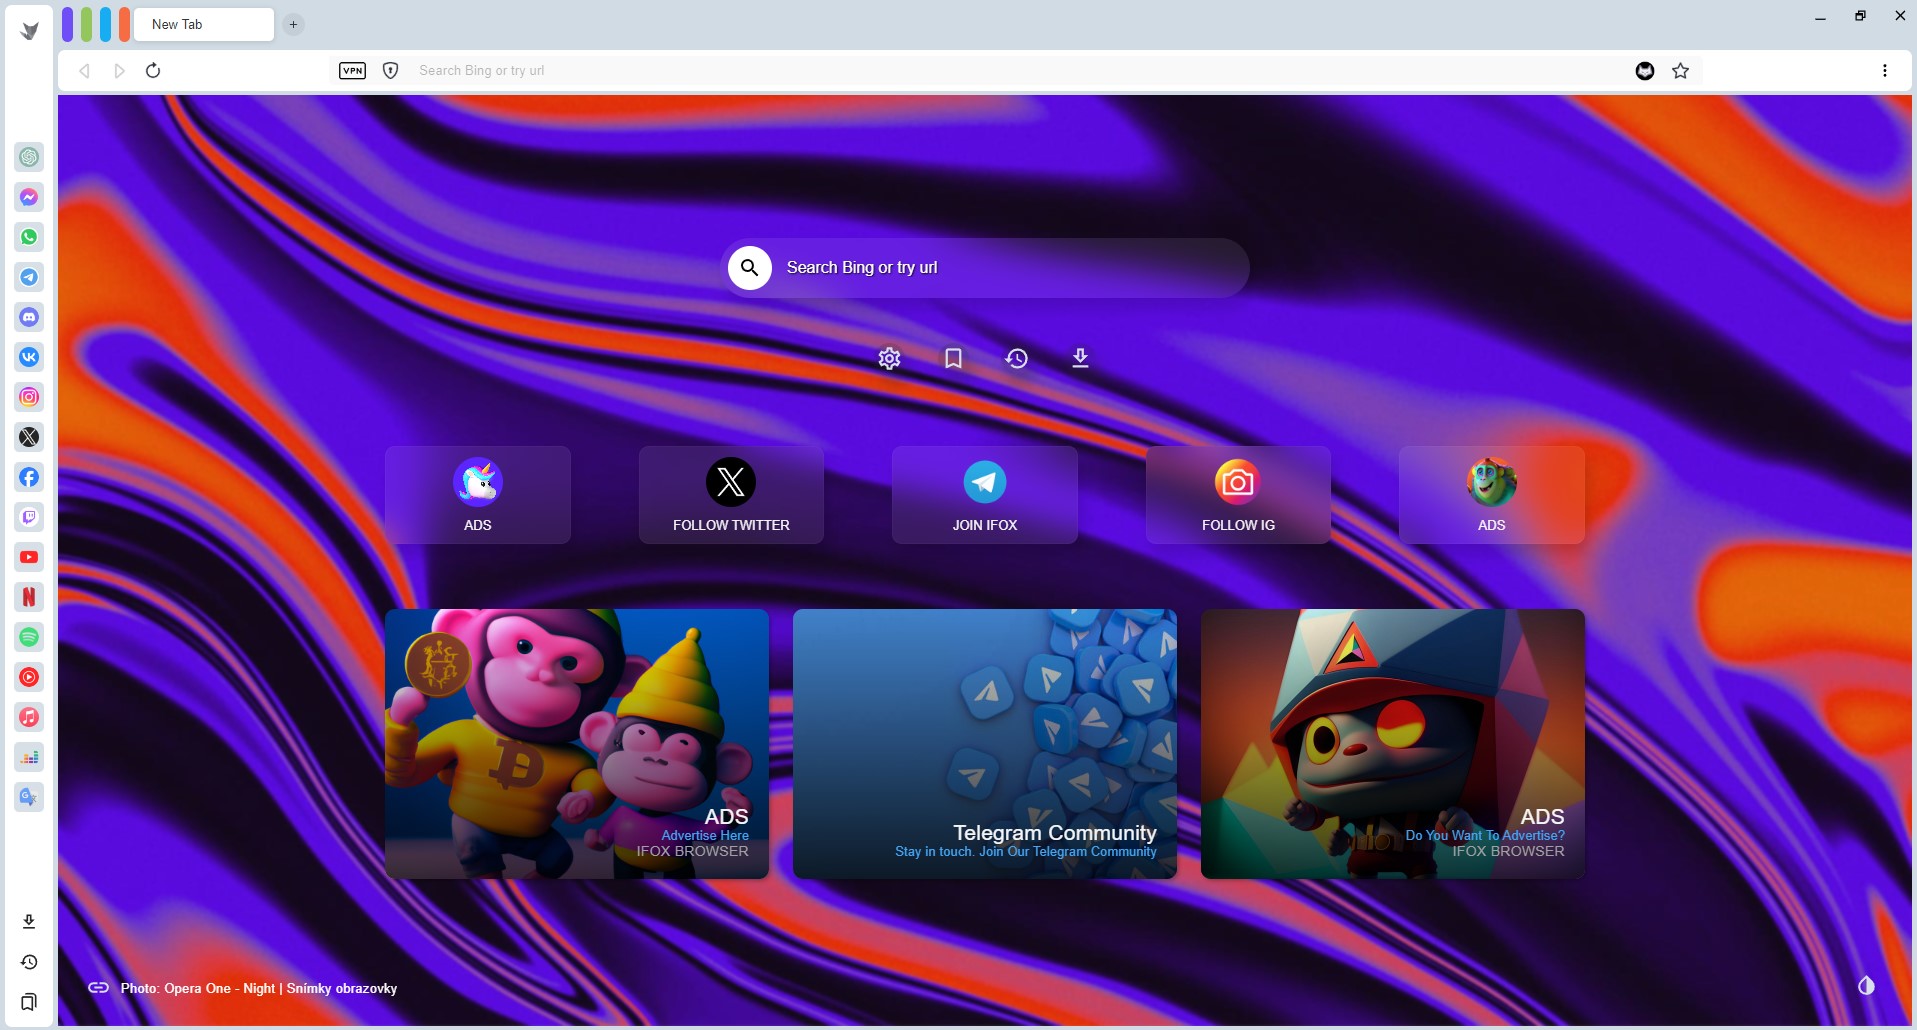 New Tab
VPN
Search Bing or try url
Search Bing or try url
ADS
FOLLOW TWITTER
JOIN IFOX
FOLLOW IG
ADS
ADS
Advertise Here
IFOX BROWSER
Telegram Community
Stay in touch. Join Our Telegram Community
ADS
Do You Want To Advertise?
IFOX BROWSER
Photo: Opera One - Night | Snímky obrazovky